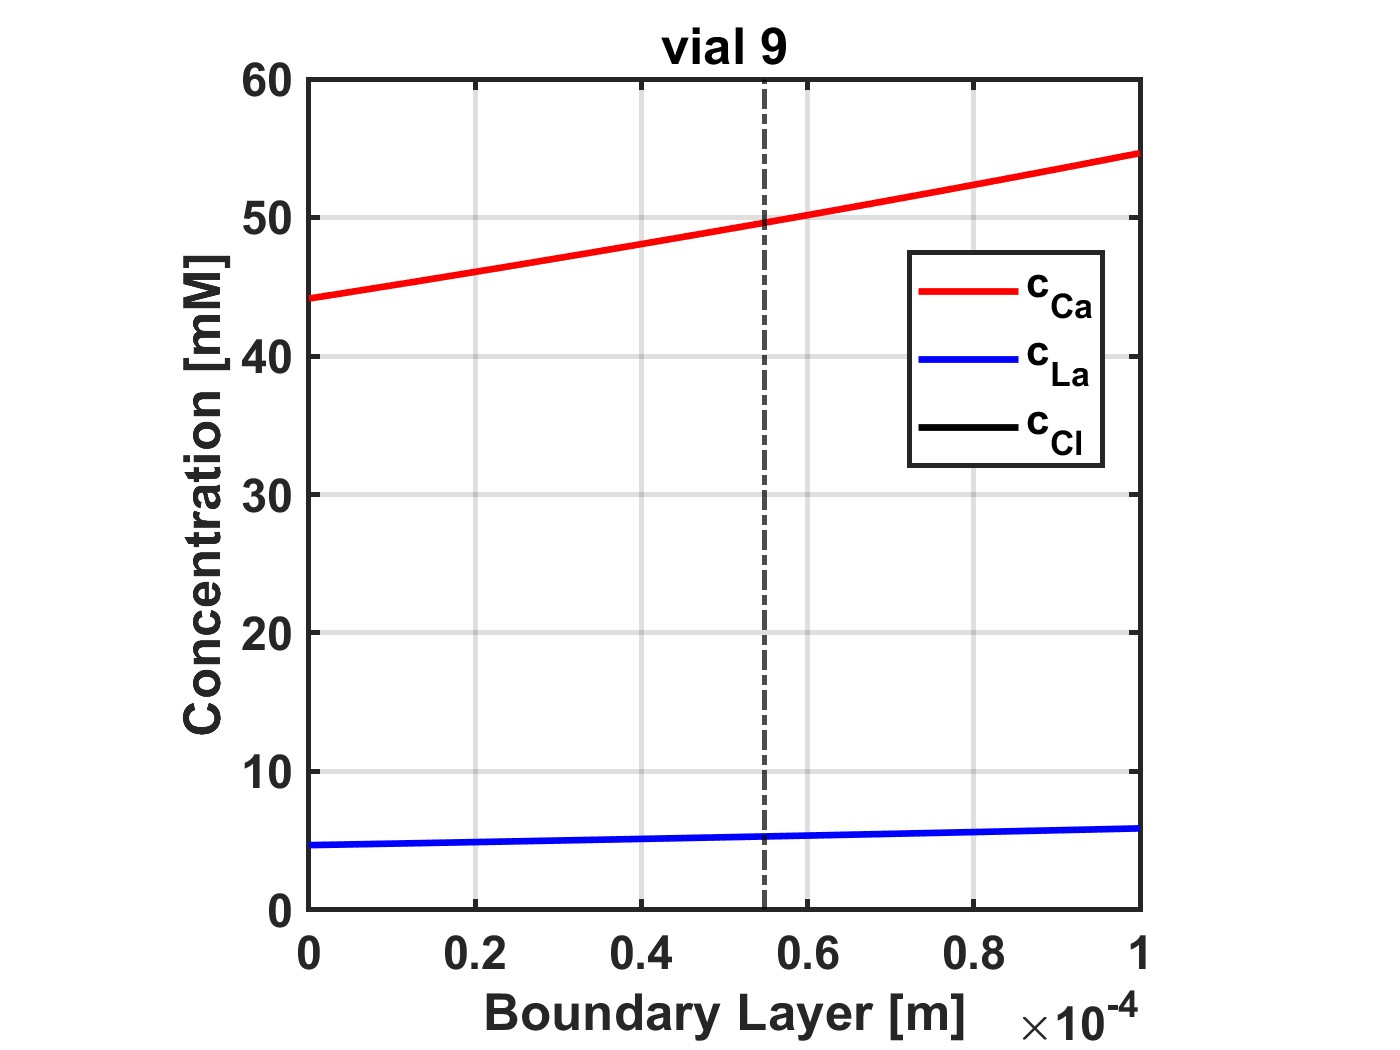 vial 9
60
50
40
30
20
10
0
Concentration [mM]
c_Ca
c_La
c_Cl
0 0.2 0.4 0.6 0.8 1
Boundary Layer [m] ×10^-4